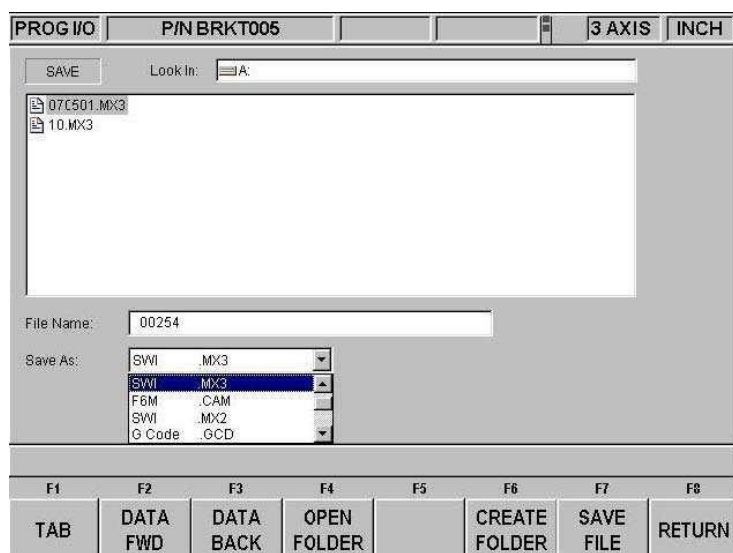 PROG I/O P/N BRKT005 3 AXIS INCH
SAVE Look In: A:
070501.MX3
10.MX3
File Name: 00254
Save As: SWI .MX3
SWI .MX3
F6M .CAM
SWI .MX2
G Code .GCD
F1 F2 F3 F4 F5 F6 F7 F8
TAB DATA FWD DATA BACK OPEN FOLDER CREATE FOLDER SAVE FILE RETURN